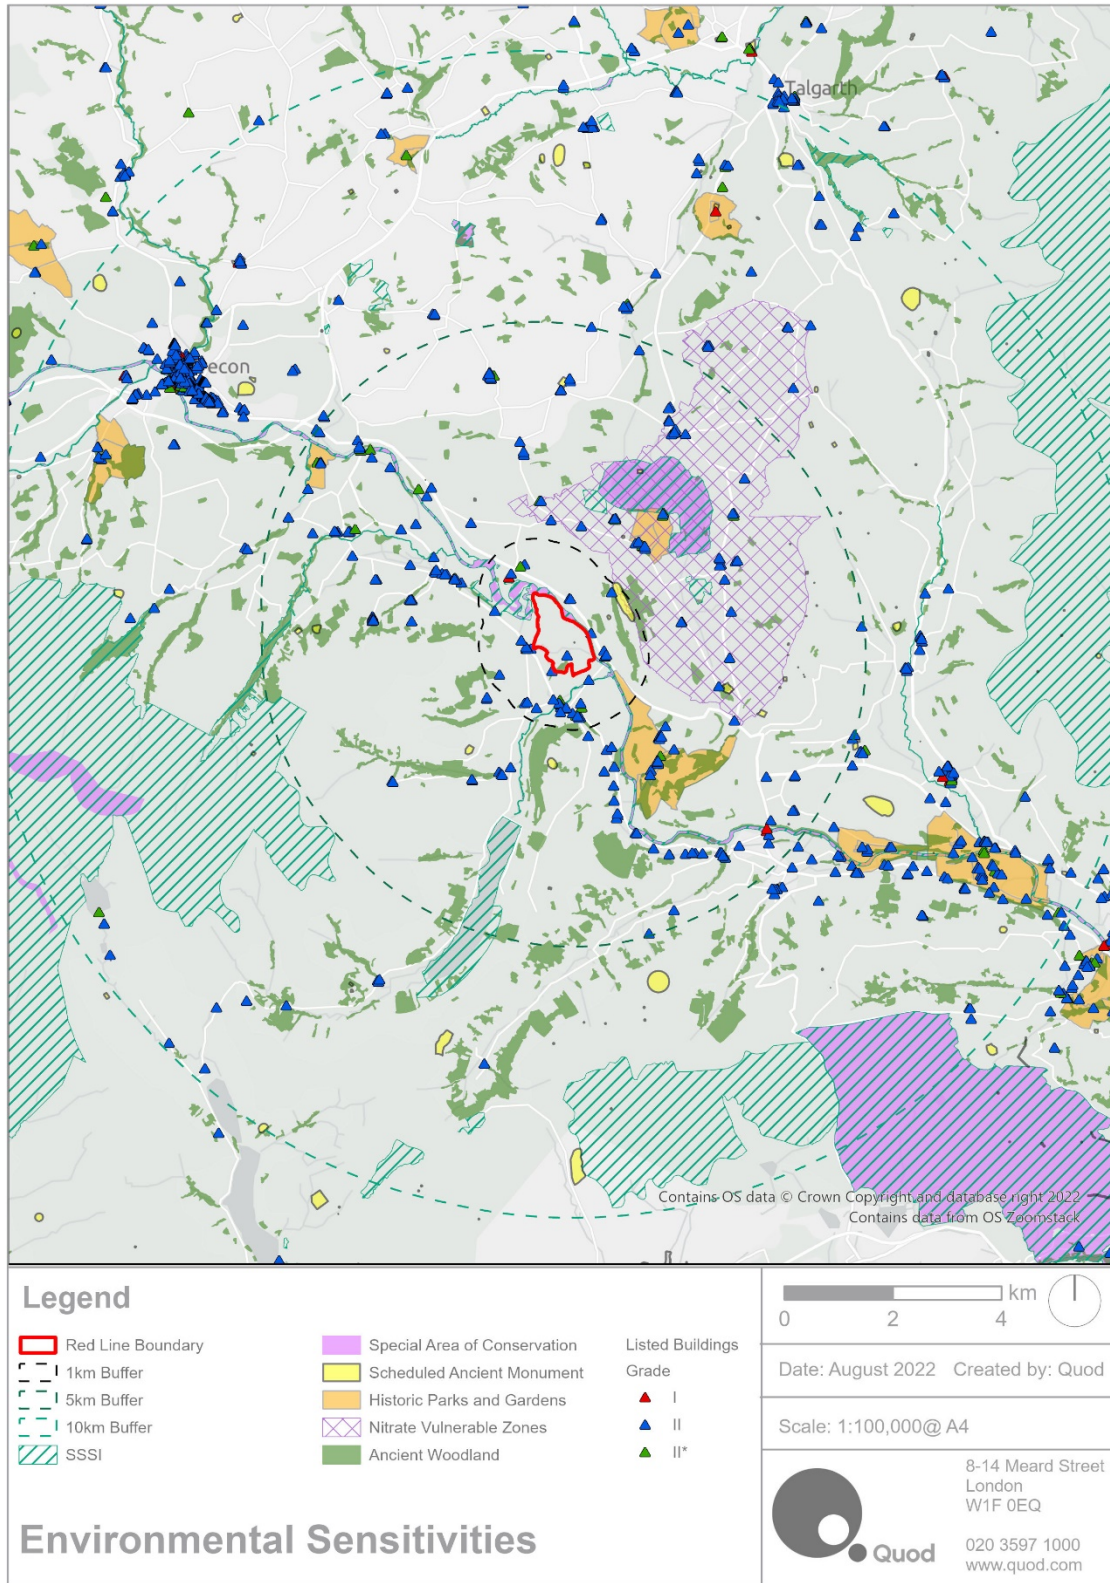 Talgarth
econ
Contains OS data © Crown Copyright and database right 2022
Contains data from OS Zoomstack
Legend
Red Line Boundary
1km Buffer
5km Buffer
10km Buffer
SSSI
Special Area of Conservation
Scheduled Ancient Monument
Historic Parks and Gardens
Nitrate Vulnerable Zones
Ancient Woodland
Listed Buildings
Grade
I
II
II*
Environmental Sensitivities
km
0 2 4
Date: August 2022 Created by: Quod
Scale: 1:100,000@ A4
Quod
8-14 Meard Street
London
W1F 0EQ
020 3597 1000
www.quod.com